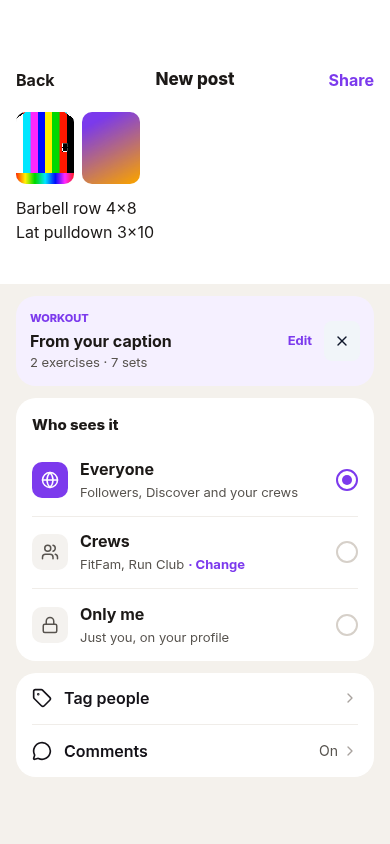 Back
New post
Share
Barbell row 4×8
Lat pulldown 3×10
WORKOUT
From your caption
2 exercises · 7 sets
Edit
Who sees it
Everyone
Followers, Discover and your crews
Crews
FitFam, Run Club · Change
Only me
Just you, on your profile
Tag people
Comments
On